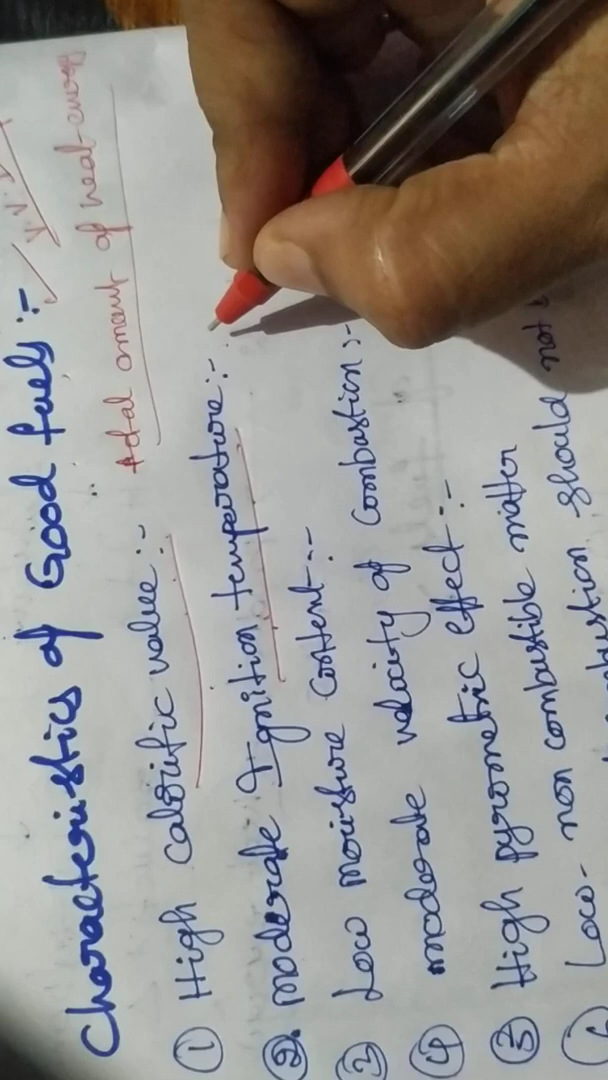 Characteristics of Good fuels :- V.V.I
① High calorific value :- total amount of heat energy
②. moderate Ignition temperature :-
③ Low moisture content :-
④ moderate velocity of combustion :-
⑤ High pyrometric effect :-
Low - non combustible matter
combustion should not